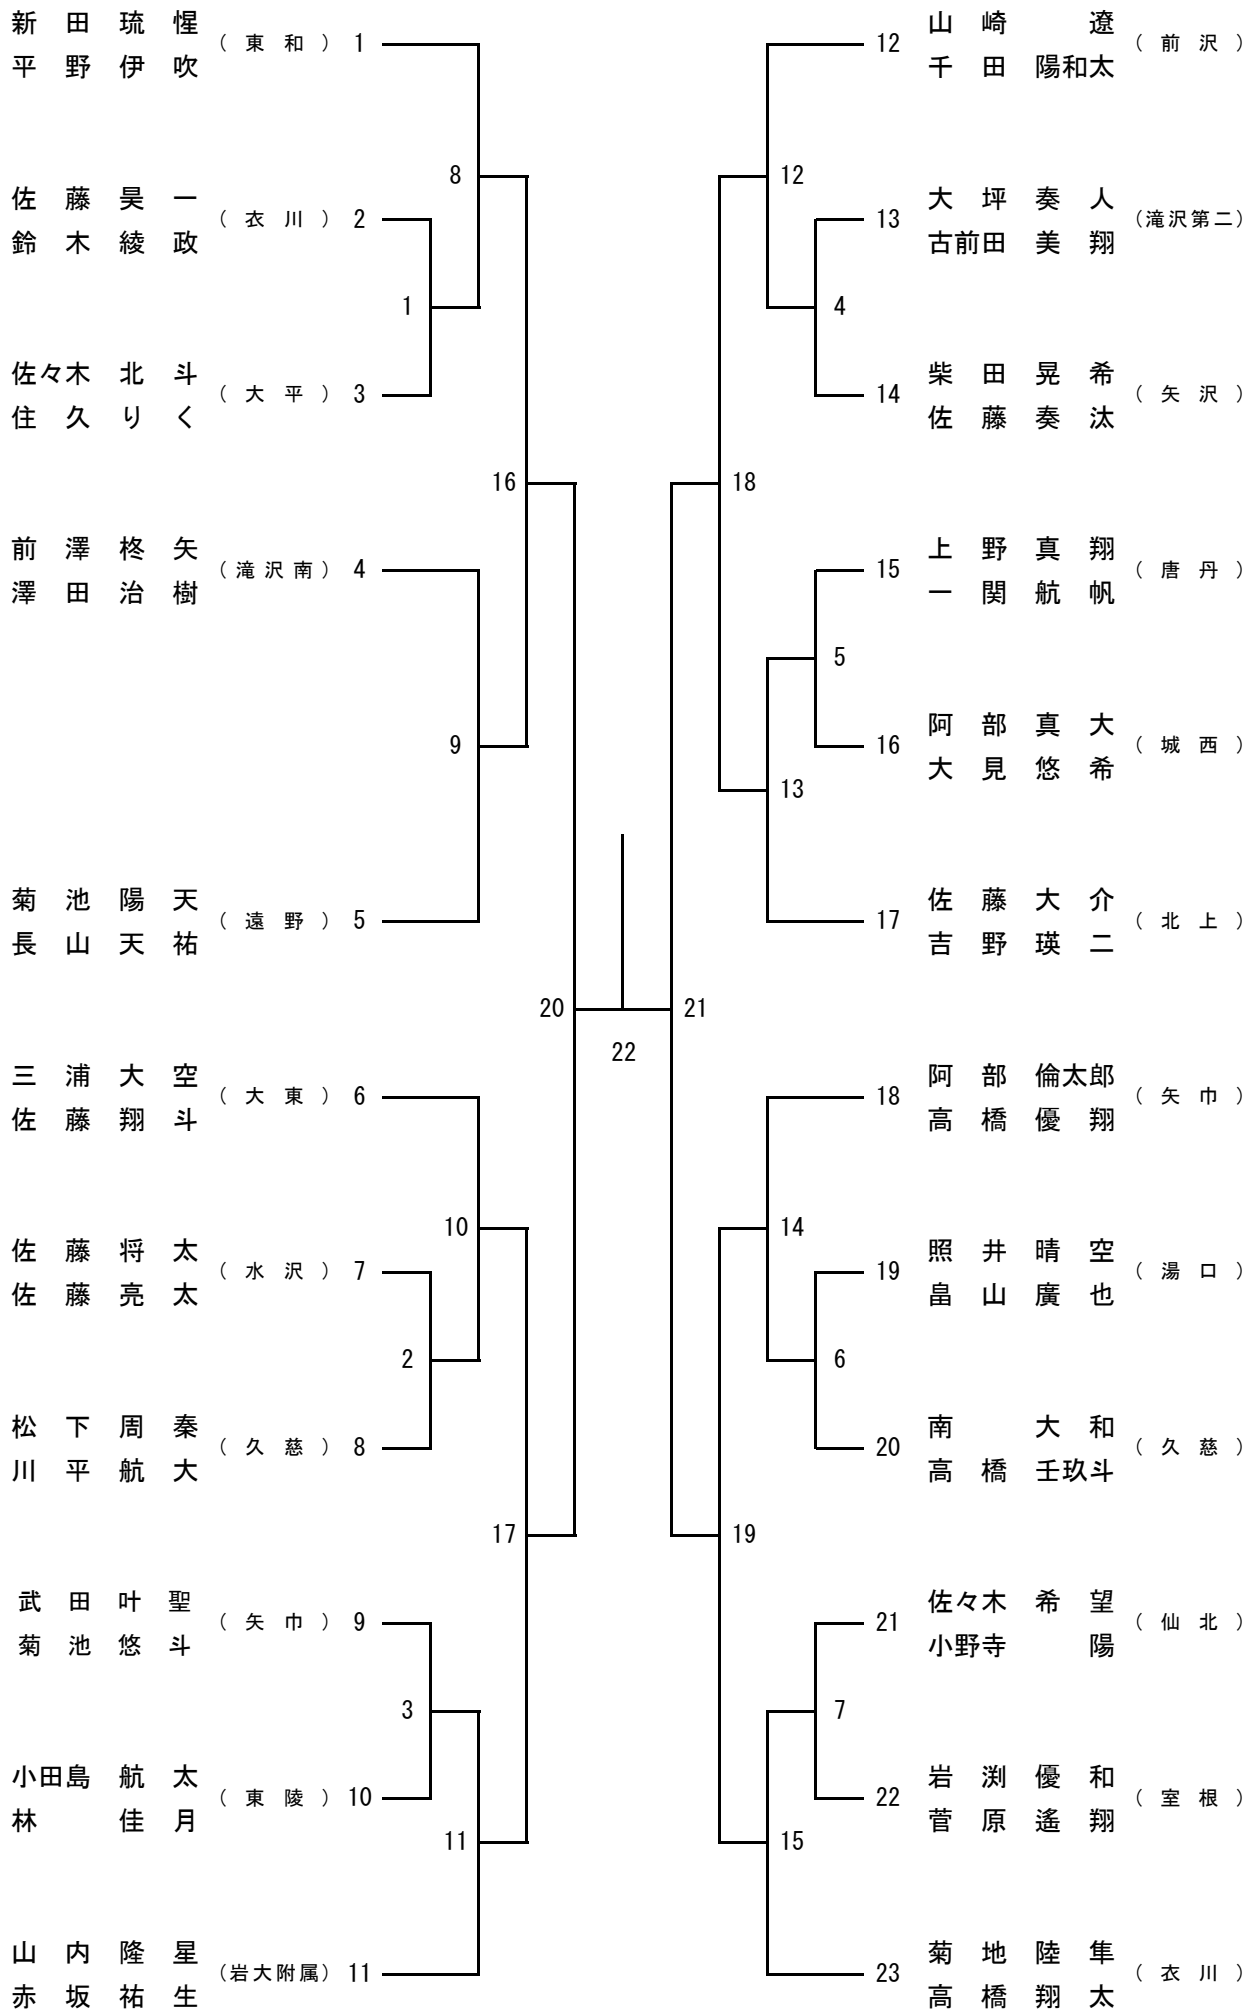 新田琉惺
平野伊吹
(東和) 1
佐藤昊一
鈴木綾政
(衣川) 2
佐々木北斗
住久りく
(大平) 3
前澤柊矢
澤田治樹
(滝沢南) 4
菊池陽天
長山天祐
(遠野) 5
三浦大空
佐藤翔斗
(大東) 6
佐藤将太
佐藤亮太
(水沢) 7
松下周秦
川平航大
(久慈) 8
武田叶聖
菊池悠斗
(矢巾) 9
小田島航太
林佳月
(東陵) 10
山内隆星
赤坂祐生
(岩大附属) 11
8
1
16
9
20
10
2
17
3
11
22
12
4
18
5
13
21
14
6
19
7
15
12 山崎遼
千田陽和太
(前沢)
13 大坪奏人
古前田美翔
(滝沢第二)
14 柴田晃希
佐藤奏汰
(矢沢)
15 上野真翔
一関航帆
(唐丹)
16 阿部真大
大見悠希
(城西)
17 佐藤大介
吉野瑛二
(北上)
18 阿部倫太郎
高橋優翔
(矢巾)
19 照井晴空
畠山廣也
(湯口)
20 南大和
高橋壬玖斗
(久慈)
21 佐々木希望
小野寺陽
(仙北)
22 岩渕優和
菅原遙翔
(室根)
23 菊地陸隼
高橋翔太
(衣川)